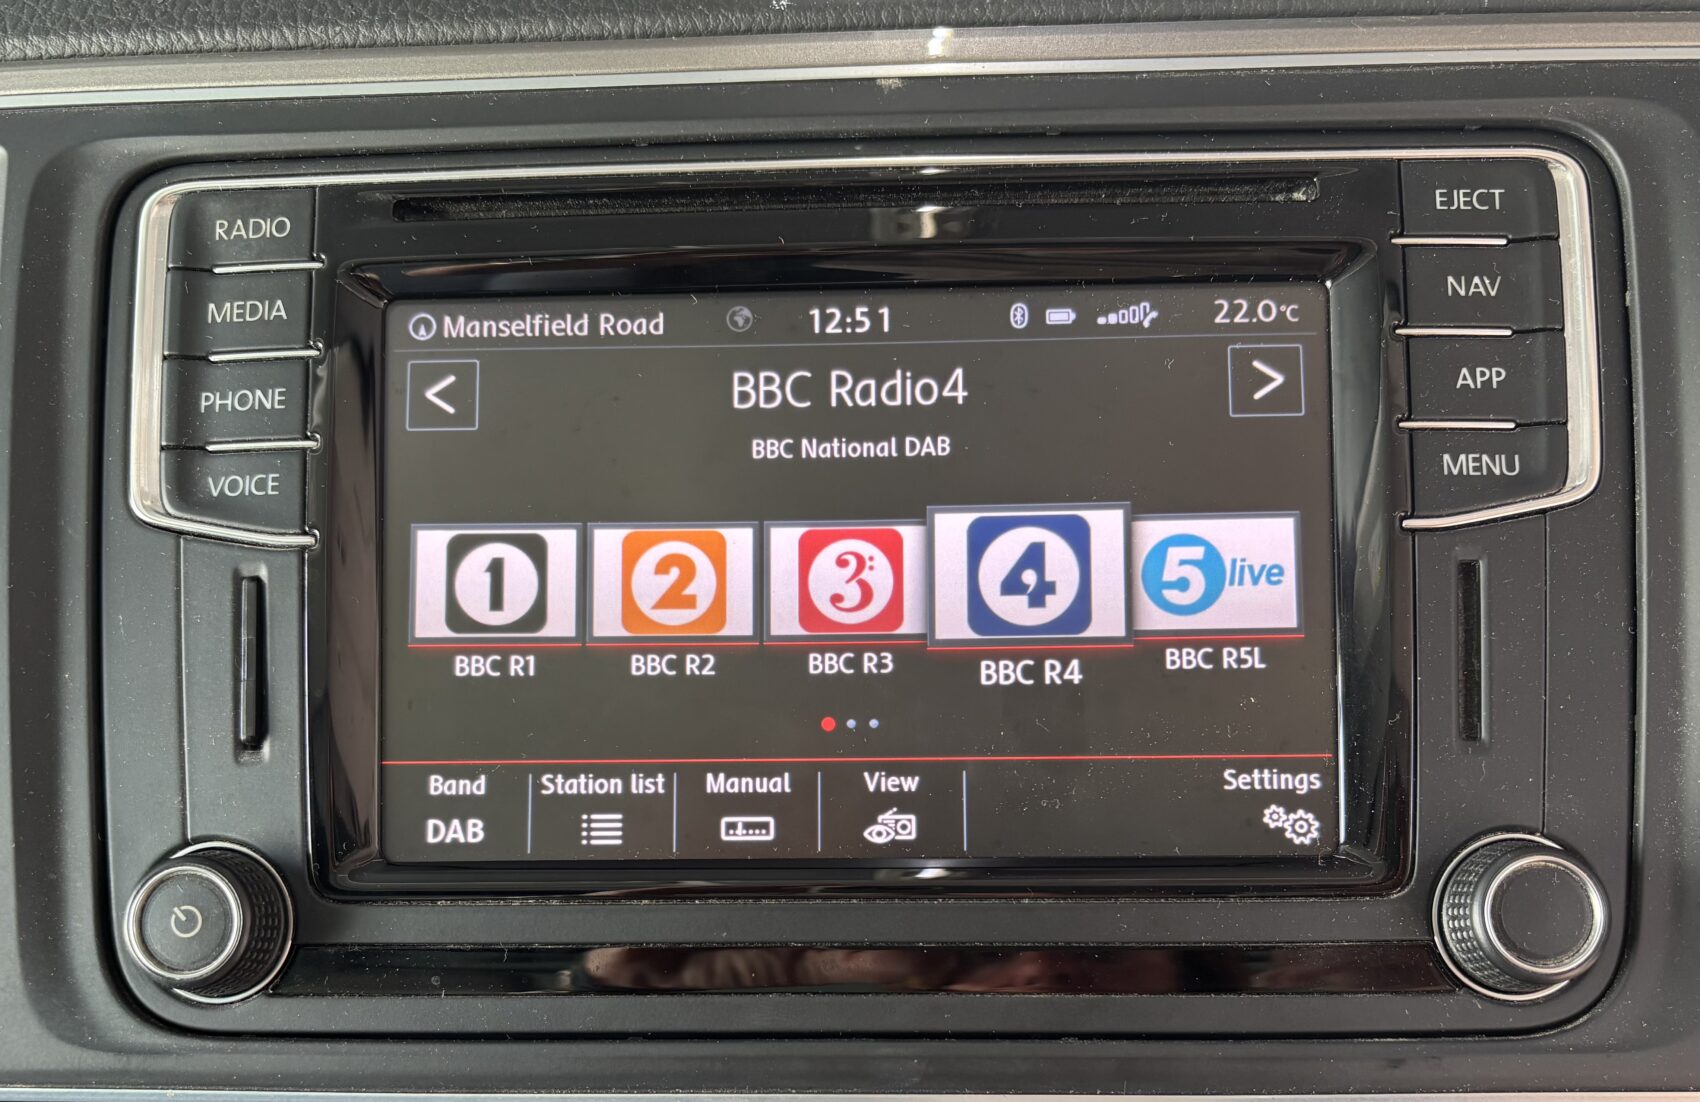 RADIO
MEDIA
PHONE
VOICE
EJECT
NAV
APP
MENU
Manselfield Road 12:51 22.0°C
< BBC Radio4 >
BBC National DAB
1 2 3 4 5 live
BBC R1 BBC R2 BBC R3 BBC R4 BBC R5L
Band Station list Manual View Settings
DAB